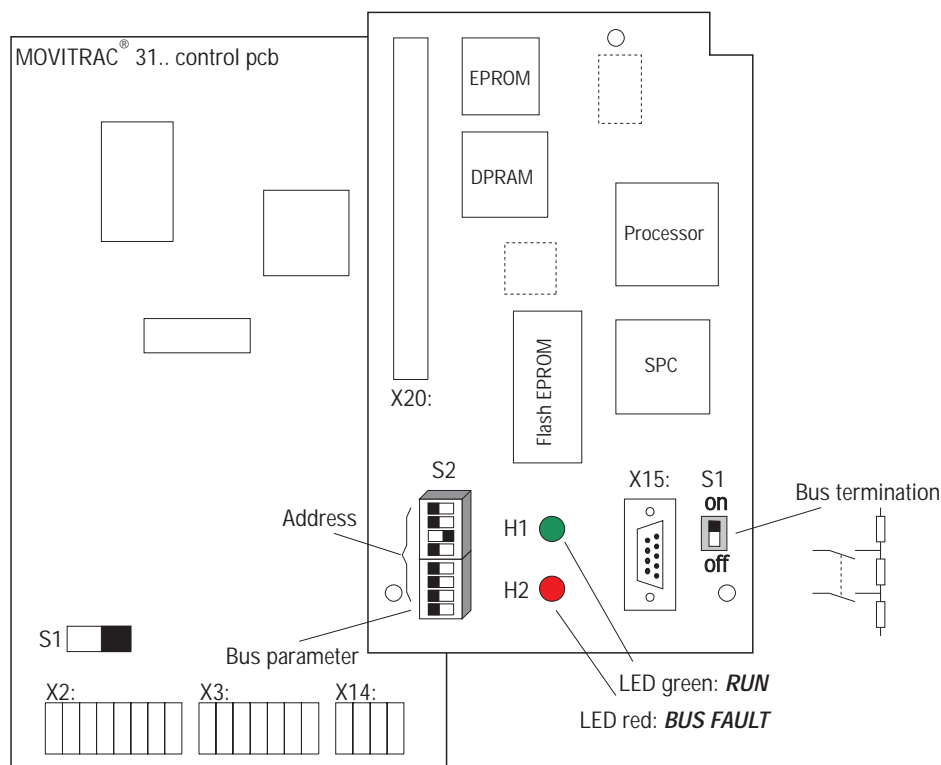 MOVITRAC® 31.. control pcb
EPROM
DPRAM
Processor
SPC
Flash EPROM
X20:
S2
X15:
S1
on
off
Bus termination
Address
H1
H2
S1
Bus parameter
LED green: RUN
LED red: BUS FAULT
X2:
X3:
X14: